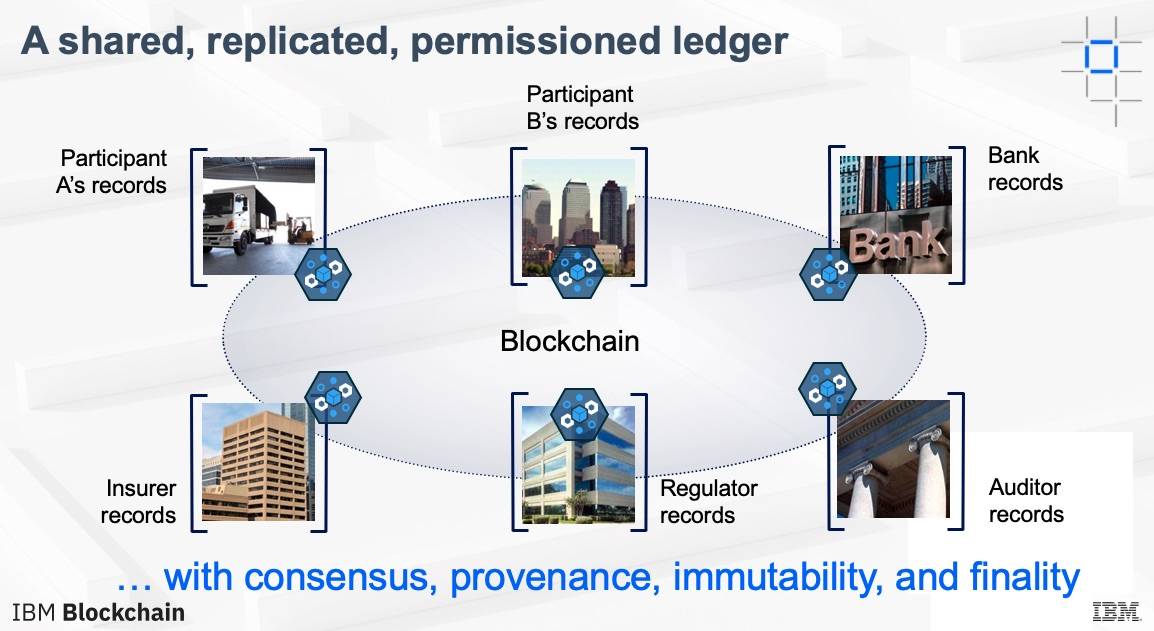 A shared, replicated, permissioned ledger
Participant
B’s records
Participant
A’s records
Bank
records
Bank
Blockchain
Insurer
records
Regulator
records
Auditor
records
… with consensus, provenance, immutability, and finality
IBM Blockchain
IBM